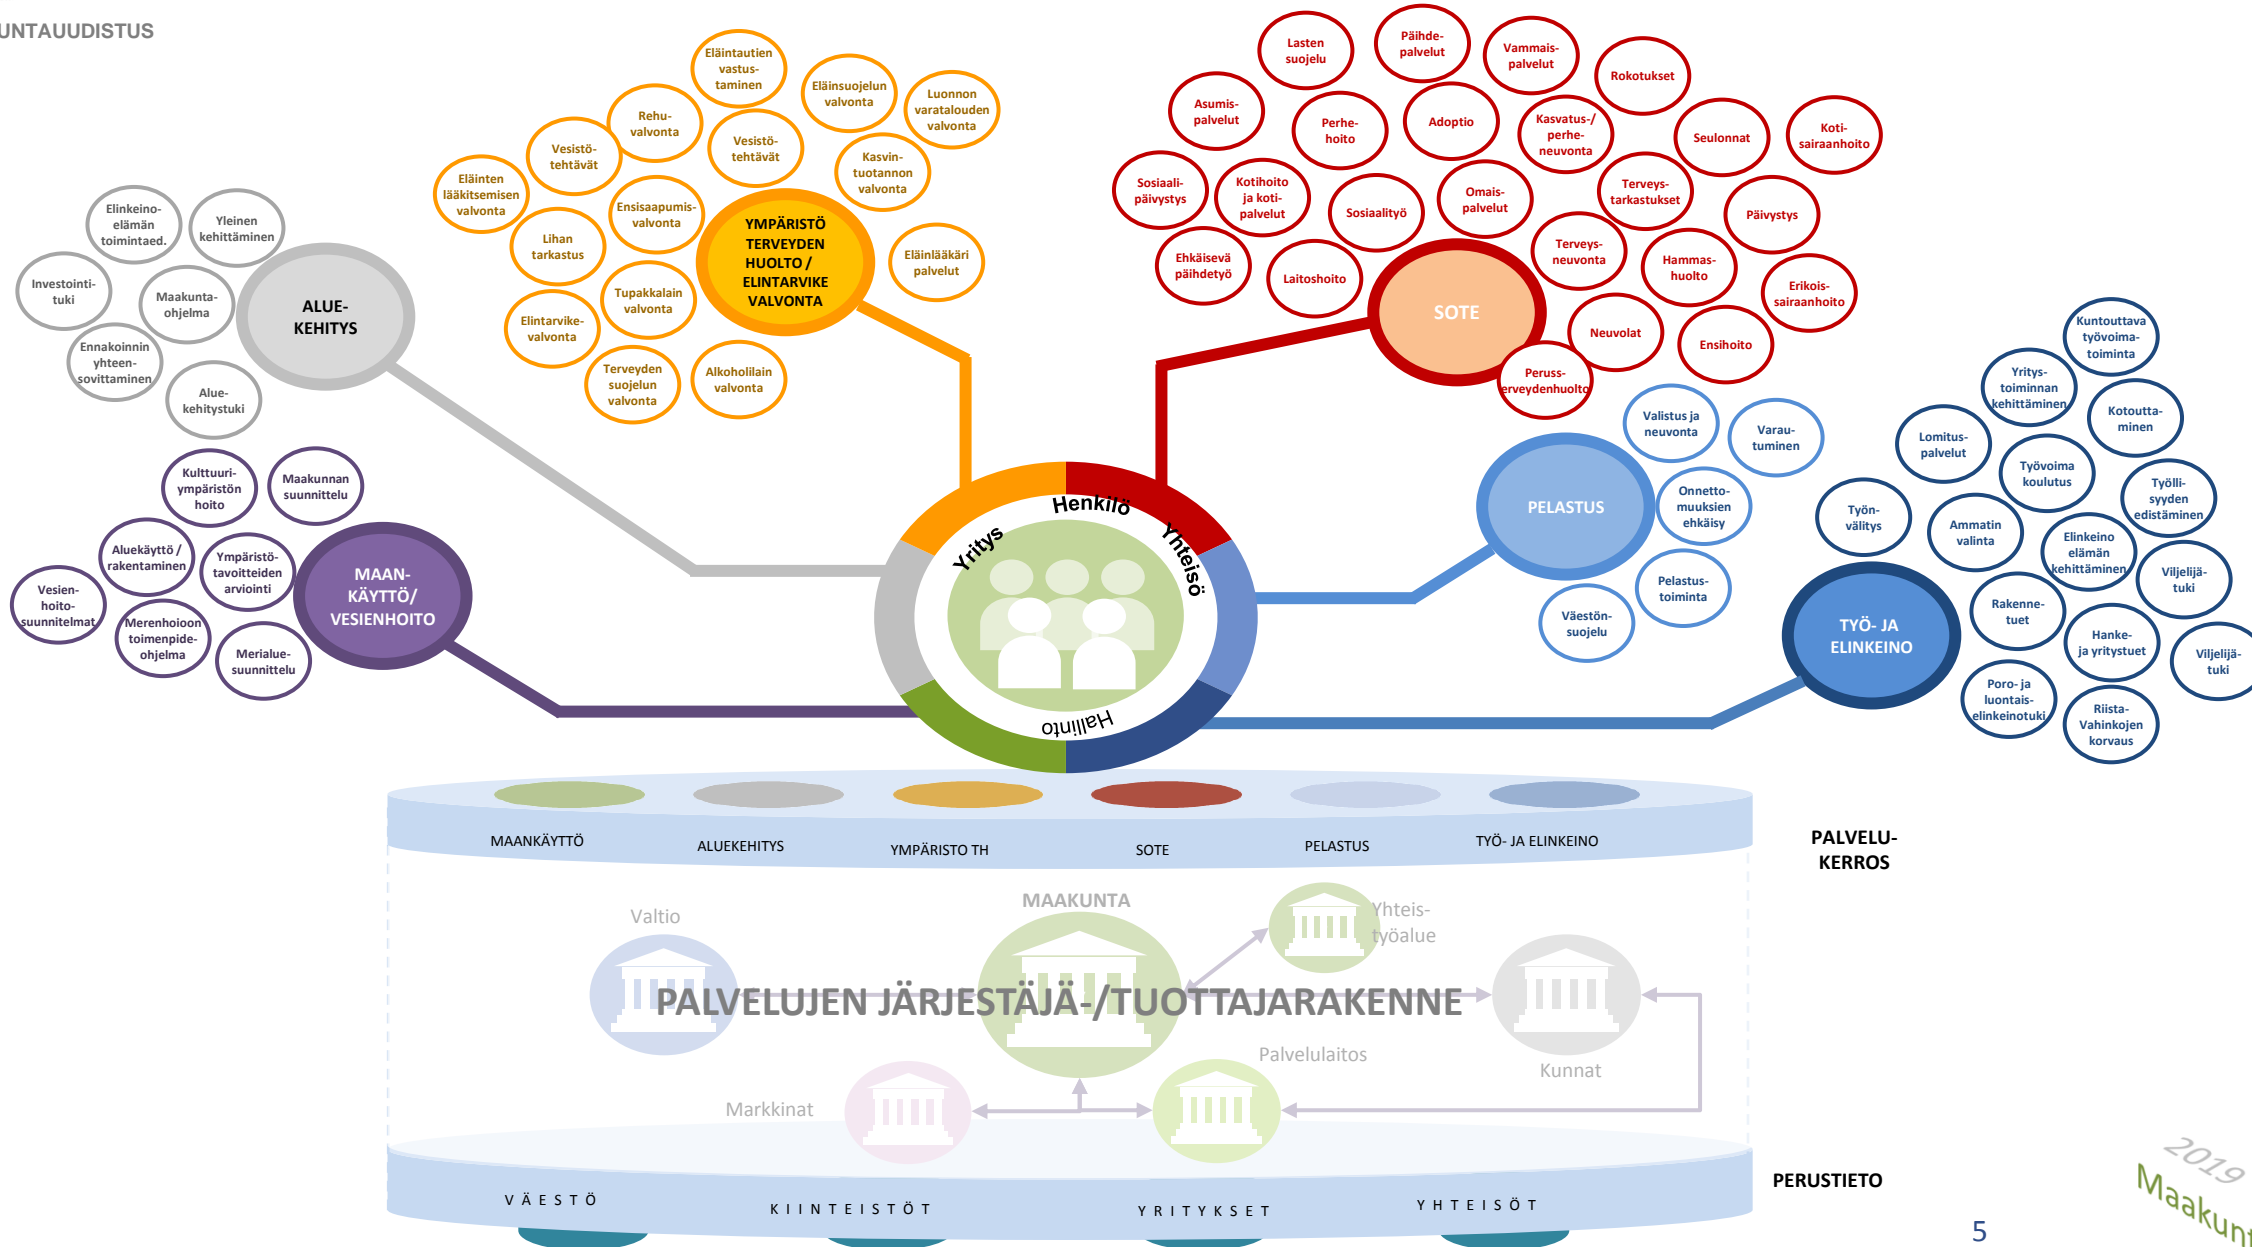 UNTAUUDISTUS
Elinkeino-
elämän
toimintaed.
Yleinen
kehittäminen
Investointi-
tuki
Maakunta-
ohjelma
Ennakoinnin
yhteen-
sovittaminen
Alue-
kehitystuki
ALUE-
KEHITYS
Eläintautien
vastus-
taminen
Eläinsuojelun
valvonta
Luonnon
varatalouden
valvonta
Rehu-
valvonta
Vesistö-
tehtävät
Vesistö-
tehtävät
Kasvin-
tuotannon
valvonta
Eläinten
lääkitsemisen
valvonta
Ensisaapumis-
valvonta
Lihan
tarkastus
Eläinlääkäri
palvelut
Tupakkalain
valvonta
Elintarvike-
valvonta
Terveyden
suojelun
valvonta
Alkoholilain
valvonta
YMPÄRISTÖ
TERVEYDEN
HUOLTO /
ELINTARVIKE
VALVONTA
Lasten
suojelu
Päihde-
palvelut
Vammais-
palvelut
Rokotukset
Asumis-
palvelut
Perhe-
hoito
Adoptio
Kasvatus-/
perhe-
neuvonta
Seulonnat
Koti-
sairaanhoito
Sosiaali-
päivystys
Kotihoito
ja koti-
palvelut
Sosiaalityö
Omais-
palvelut
Terveys-
tarkastukset
Päivystys
Ehkäisevä
päihdetyö
Laitoshoito
Terveys-
neuvonta
Hammas-
huolto
Erikois-
sairaanhoito
Neuvolat
Ensihoito
Peruss-
erveydenhuolto
SOTE
Kulttuuri-
ympäristön
hoito
Maakunnan
suunnittelu
Aluekäyttö /
rakentaminen
Ympäristö-
tavoitteiden
arviointi
Vesien-
hoito-
suunnitelmat
Merenhoioon
toimenpide-
ohjelma
Merialue-
suunnittelu
MAAN-
KÄYTTÖ/
VESIENHOITO
Valistus ja
neuvonta
Varau-
tuminen
Onnetto-
muuksien
ehkäisy
Pelastus-
toiminta
Väestön-
suojelu
PELASTUS
Kuntouttava
työvoima-
toiminta
Yritys-
toiminnan
kehittäminen
Kotoutta-
minen
Lomitus-
palvelut
Työvoima
koulutus
Työlli-
syyden
edistäminen
Työn-
välitys
Ammatin
valinta
Elinkeino
elämän
kehittäminen
Viljelijä-
tuki
Rakenne-
tuet
Hanke-
ja yritystuet
Viljelijä-
tuki
Poro- ja
luontais-
elinkeinotuki
Riista-
Vahinkojen
korvaus
TYÖ- JA
ELINKEINO
Yritys
Henkilö
Yhteisö
Hallinto
MAANKÄYTTÖ
ALUEKEHITYS
YMPÄRISTO TH
SOTE
PELASTUS
TYÖ- JA ELINKEINO
PALVELU-
KERROS
Valtio
MAAKUNTA
Yhteis-
työalue
PALVELUJEN JÄRJESTÄJÄ-/TUOTTAJARAKENNE
Palvelulaitos
Kunnat
Markkinat
VÄESTÖ
KIINTEISTÖT
YRITYKSET
YHTEISÖT
PERUSTIETO
5
2019
Maakunt